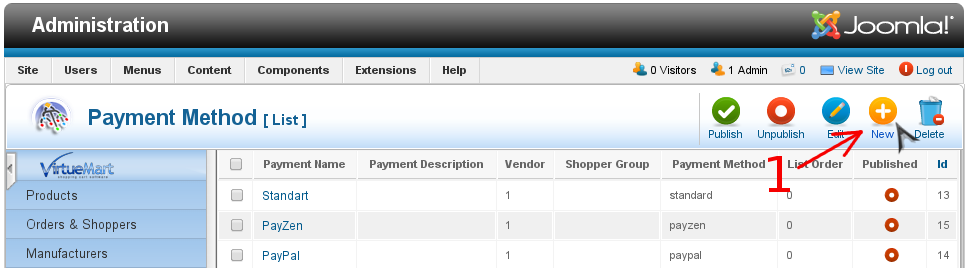 Administration
Joomla!
Site Users Menus Content Components Extensions Help 0 Visitors 1 Admin 0 View Site Log out
Payment Method [ List ]
Publish Unpublish Edit New Delete
1
VirtueMart
shopping cart software
Payment Name Payment Description Vendor Shopper Group Payment Method List Order Published Id
Products
Standart 1 standard 0 13
Orders & Shoppers
PayZen 1 payzen 0 15
Manufacturers
PayPal 1 paypal 0 14